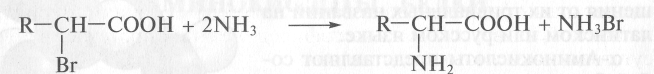 R—CH—COOH + 2NH₃ ⟶ R—CH—COOH + NH₃Br
Br NH₂